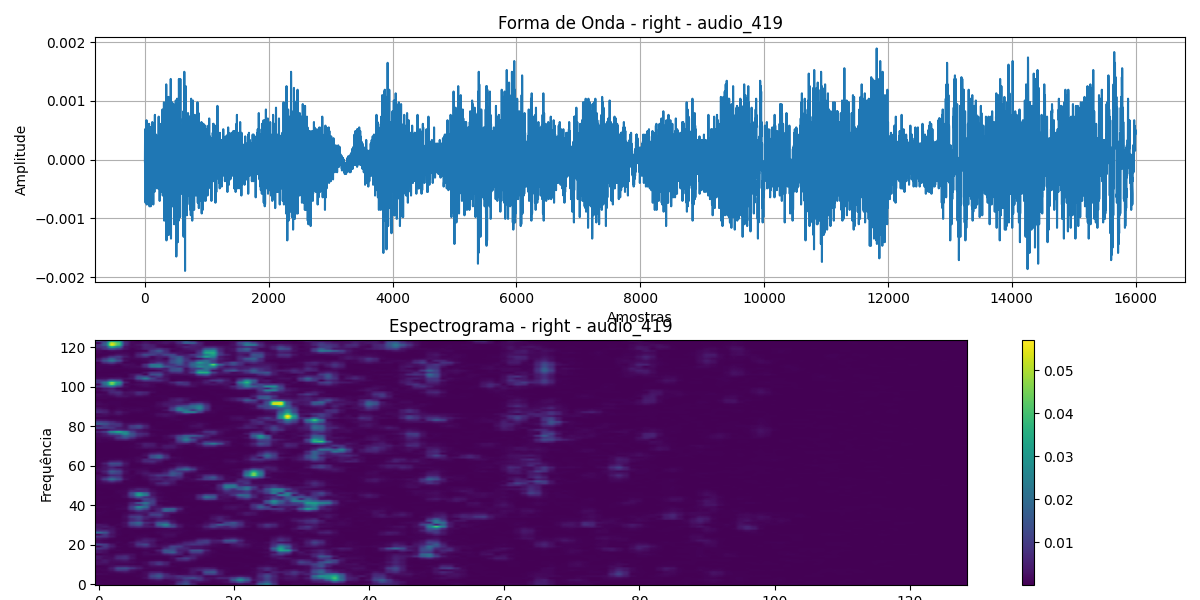 Forma de Onda - right - audio_419
0.002
0.001
0.000
−0.001
−0.002
Amplitude
0 2000 4000 6000 8000 10000 12000 14000 16000
Amostras
Espectrograma - right - audio_419
120
100
80
60
40
20
0
Frequência
0 20 40 60 80 100 120
0.05
0.04
0.03
0.02
0.01